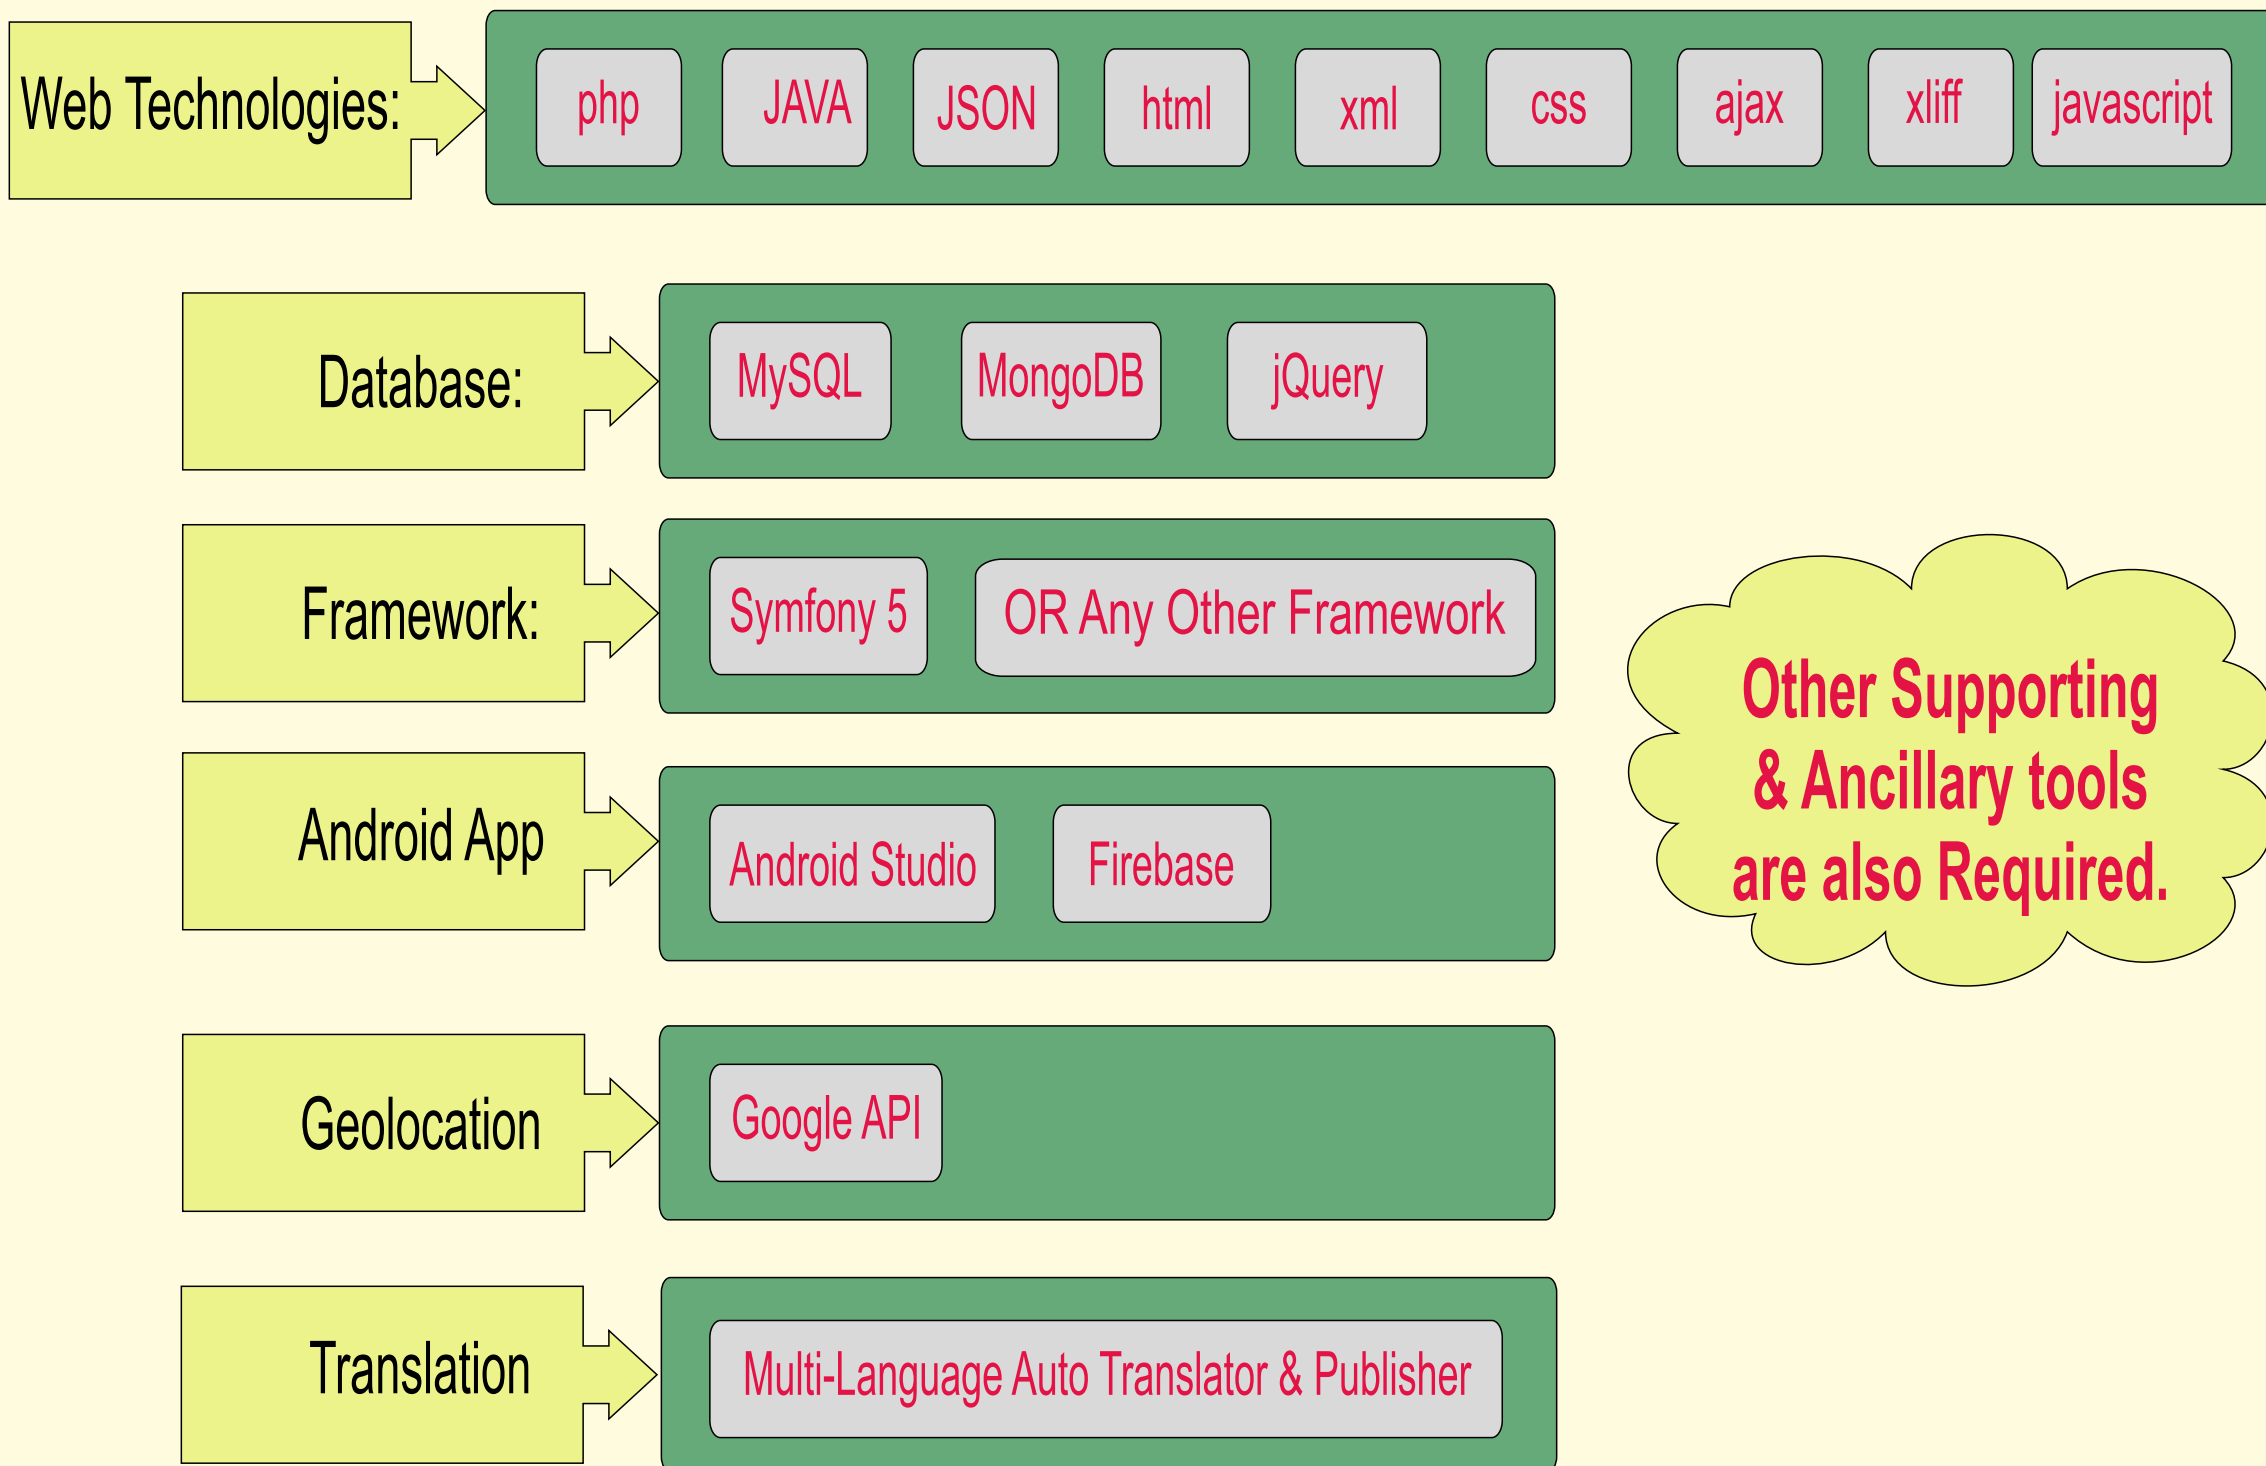 Web Technologies:
php JAVA JSON html xml css ajax xliff javascript
Database:
MySQL MongoDB jQuery
Framework:
Symfony 5 OR Any Other Framework
Android App
Android Studio Firebase
Geolocation
Google API
Translation
Multi-Language Auto Translator & Publisher
Other Supporting
& Ancillary tools
are also Required.